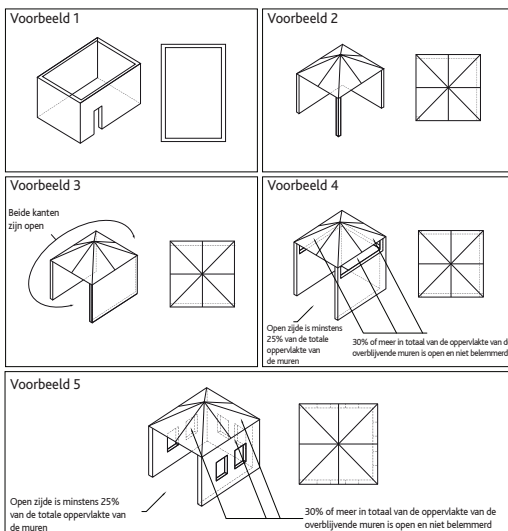 Voorbeeld 1
Voorbeeld 2
Voorbeeld 3
Beide kanten
zijn open
Voorbeeld 4
Open zijde is minstens
25% van de totale
oppervlakte van
de muren
30% of meer in totaal van de oppervlakte van de
overblijvende muren is open en niet belemmerd
Voorbeeld 5
Open zijde is minstens 25%
van de totale oppervlakte van
de muren
30% of meer in totaal van de oppervlakte van de
overblijvende muren is open en niet belemmerd